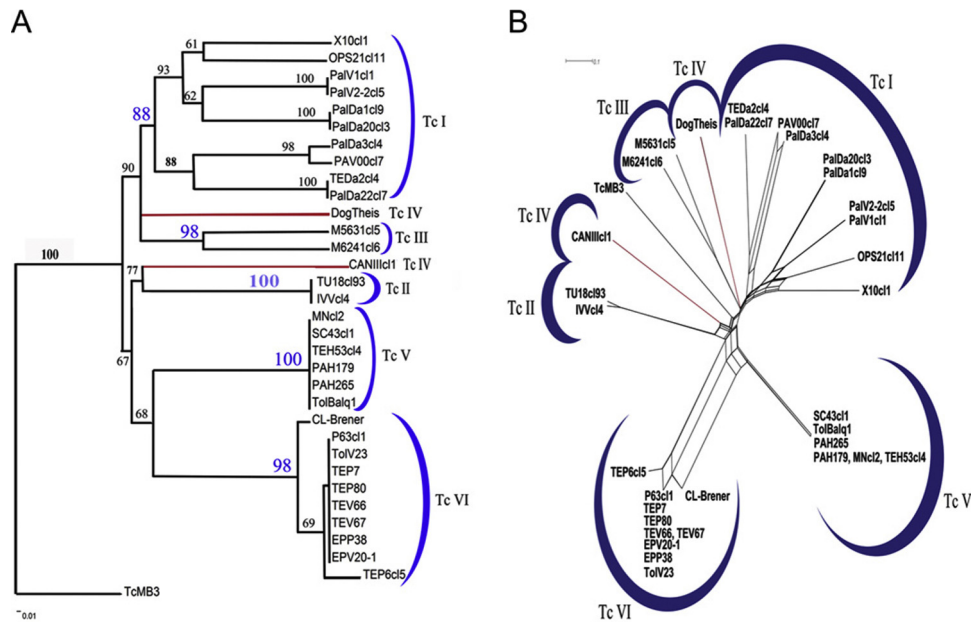 A
61
X10cl1
OPS21cl11
93
100
PalV1cl1
PalV2-2cl5
62
88
100
PalDa1cl9
PalDa20cl3
Tc I
98
PalDa3cl4
PAV00cl7
88
90
100
TEDa2cl4
PalDa22cl7
DogTheis Tc IV
98
M5631cl5
M6241cl6
Tc III
100
77
CANIIIcl1 Tc IV
100
TU18cl93
IVVcl4
Tc II
MNcl2
SC43cl1
TEH53cl4
PAH179
PAH265
TolBalq1
100
Tc V
67
68
CL-Brener
P63cl1
TolV23
TEP7
TEP80
TEV66
TEV67
EPP38
EPV20-1
TEP6cl5
98
69
Tc VI
TcMB3
0.01
B
0.1
Tc IV
Tc I
Tc III
DogTheis
TEDa2cl4
PalDa22cl7
PAV00cl7
PalDa3cl4
M5631cl5
M6241cl6
PalDa20cl3
PalDa1cl9
TcMB3
Tc IV
PalV2-2cl5
PalV1cl1
CANIIIcl1
OPS21cl11
X10cl1
Tc II
TU18cl93
IVVcl4
SC43cl1
TolBalq1
PAH265
PAH179, MNcl2, TEH53cl4
Tc V
TEP6cl5
P63cl1
CL-Brener
TEP7
TEP80
TEV66, TEV67
EPV20-1
EPP38
TolV23
Tc VI